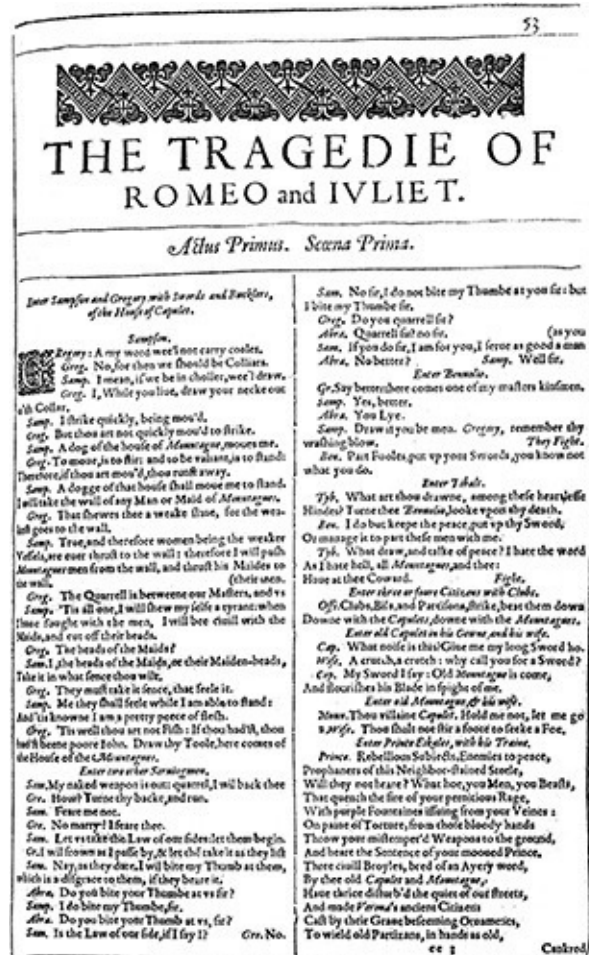 53
THE TRAGEDIE OF
ROMEO and IVLIET.
Actus Primus. Scœna Prima.
Enter Sampson and Gregory, with Swords and Bucklers,
of the House of Capulet.
Sampson.
GRegory: A my word wee'l not carry coales.
Greg. No, for then we should be Colliars.
Samp. I mean, if we be in choller, wee'l draw.
Greg. I, While you liue, draw your necke out
o'th Collar.
Samp. I strike quickly, being mou'd.
Greg. But thou art not quickly mou'd to strike.
Samp. A dog of the house of Mountague, moues me.
Greg. To moue, is to stir: and to be valiant, is to stand:
Therefore, if thou art mou'd, thou runst away.
Samp. A dogge of that house shall moue me to stand.
I will take the wall of any Man or Maid of Mountagues.
Greg. That shewes thee a weake slaue, for the wea-
kest goes to the wall.
Samp. True, and therefore women being the weaker
Vessels, are euer thrust to the wall: therefore I will push
Mountagues men from the wall, and thrust his Maides to
the wall.
Greg. The Quarrell is betweene our Masters, and vs (their men.
Samp. 'Tis all one, I will shew my selfe a tyrant: when
I haue fought with the men, I will bee ciuill with the
Maids, and cut off their heads.
Greg. The heads of the Maids?
Sam. I, the heads of the Maids, or their Maiden-heads,
Take it in what sence thou wilt.
Greg. They must take it sence, that feele it.
Samp. Me they shall feele while I am able to stand:
And 'tis knowne I am a pretty peece of flesh.
Greg. 'Tis well thou art not Fish: If thou had'st, thou
had'st beene poore Iohn. Draw thy Toole, here comes of
the House of the Mountagues.
Enter two other Seruingmen.
Sam. My naked weapon is out: quarrel, I wil back thee
Gre. How? Turne thy backe, and run.
Sam. Feare me not.
Gre. No marry: I feare thee.
Sam. Let vs take the Law of our sides: let them begin.
Gr. I wil frown as I passe by, & let thē take it as they list
Sam. Nay, as they dare. I wil bite my Thumb at them,
which is a disgrace to them, if they beare it.
Abra. Do you bite your Thumbe at vs sir?
Samp. I do bite my Thumbe, sir.
Abra. Do you bite your Thumb at vs, sir?
Sam. Is the Law of our side, if I say I? Gre. No.
Sam. No sir, I do not bite my Thumbe at you sir: but
I bite my Thumbe sir.
Greg. Do you quarrell sir?
Abra. Quarrell sir? no sir.
Sam. If you do sir, I am for you, I serue as good a man (as you
Abra. No better? Samp. Well sir.
Enter Benuolio.
Gr. Say better: here comes one of my masters kinsmen.
Samp. Yes, better.
Abra. You Lye.
Samp. Draw if you be men. Gregory, remember thy
washing blow. They Fight.
Ben. Part Fooles, put vp your Swords, you know not
what you do.
Enter Tibalt.
Tyb. What art thou drawne, among these heartlesse
Hindes? Turne thee Benuolio, looke vpon thy death.
Ben. I do but keepe the peace, put vp thy Sword,
Or manage it to part these men with me.
Tyb. What draw, and talke of peace? I hate the word
As I hate hell, all Mountagues, and thee:
Haue at thee Coward. Fight.
Enter three or foure Citizens with Clubs.
Offi. Clubs, Bils, and Partisons, strike, beat them down
Downe with the Capulets, downe with the Mountagues.
Enter old Capulet in his Gowne, and his wife.
Cap. What noise is this? Giue me my long Sword ho.
Wife. A crutch, a crutch: why call you for a Sword?
Cap. My Sword I say: Old Mountague is come,
And flourishes his Blade in spight of me.
Enter old Mountague, & his wife.
Moun. Thou villaine Capulet. Hold me not, let me go
2. Wife. Thou shalt not stir a foote to seeke a Foe.
Enter Prince Eskales, with his Traine.
Prince. Rebellious Subiects, Enemies to peace,
Prophaners of this Neighbor-stained Steele,
Will they not heare? What hoe, you Men, you Beasts,
That quench the fire of your pernicious Rage,
With purple Fountaines issuing from your Veines:
On paine of Torture, from those bloody hands
Throw your mistemper'd Weapons to the ground,
And heare the Sentence of your mooued Prince.
Three ciuill Broyles, bred of an Ayery word,
By thee old Capulet and Mountague,
Haue thrice disturb'd the quiet of our streets,
And made Verona's ancient Citizens
Cast by their Graue beseeming Ornaments,
To wield old Partizans, in hands as old,
ee 3
Cankred